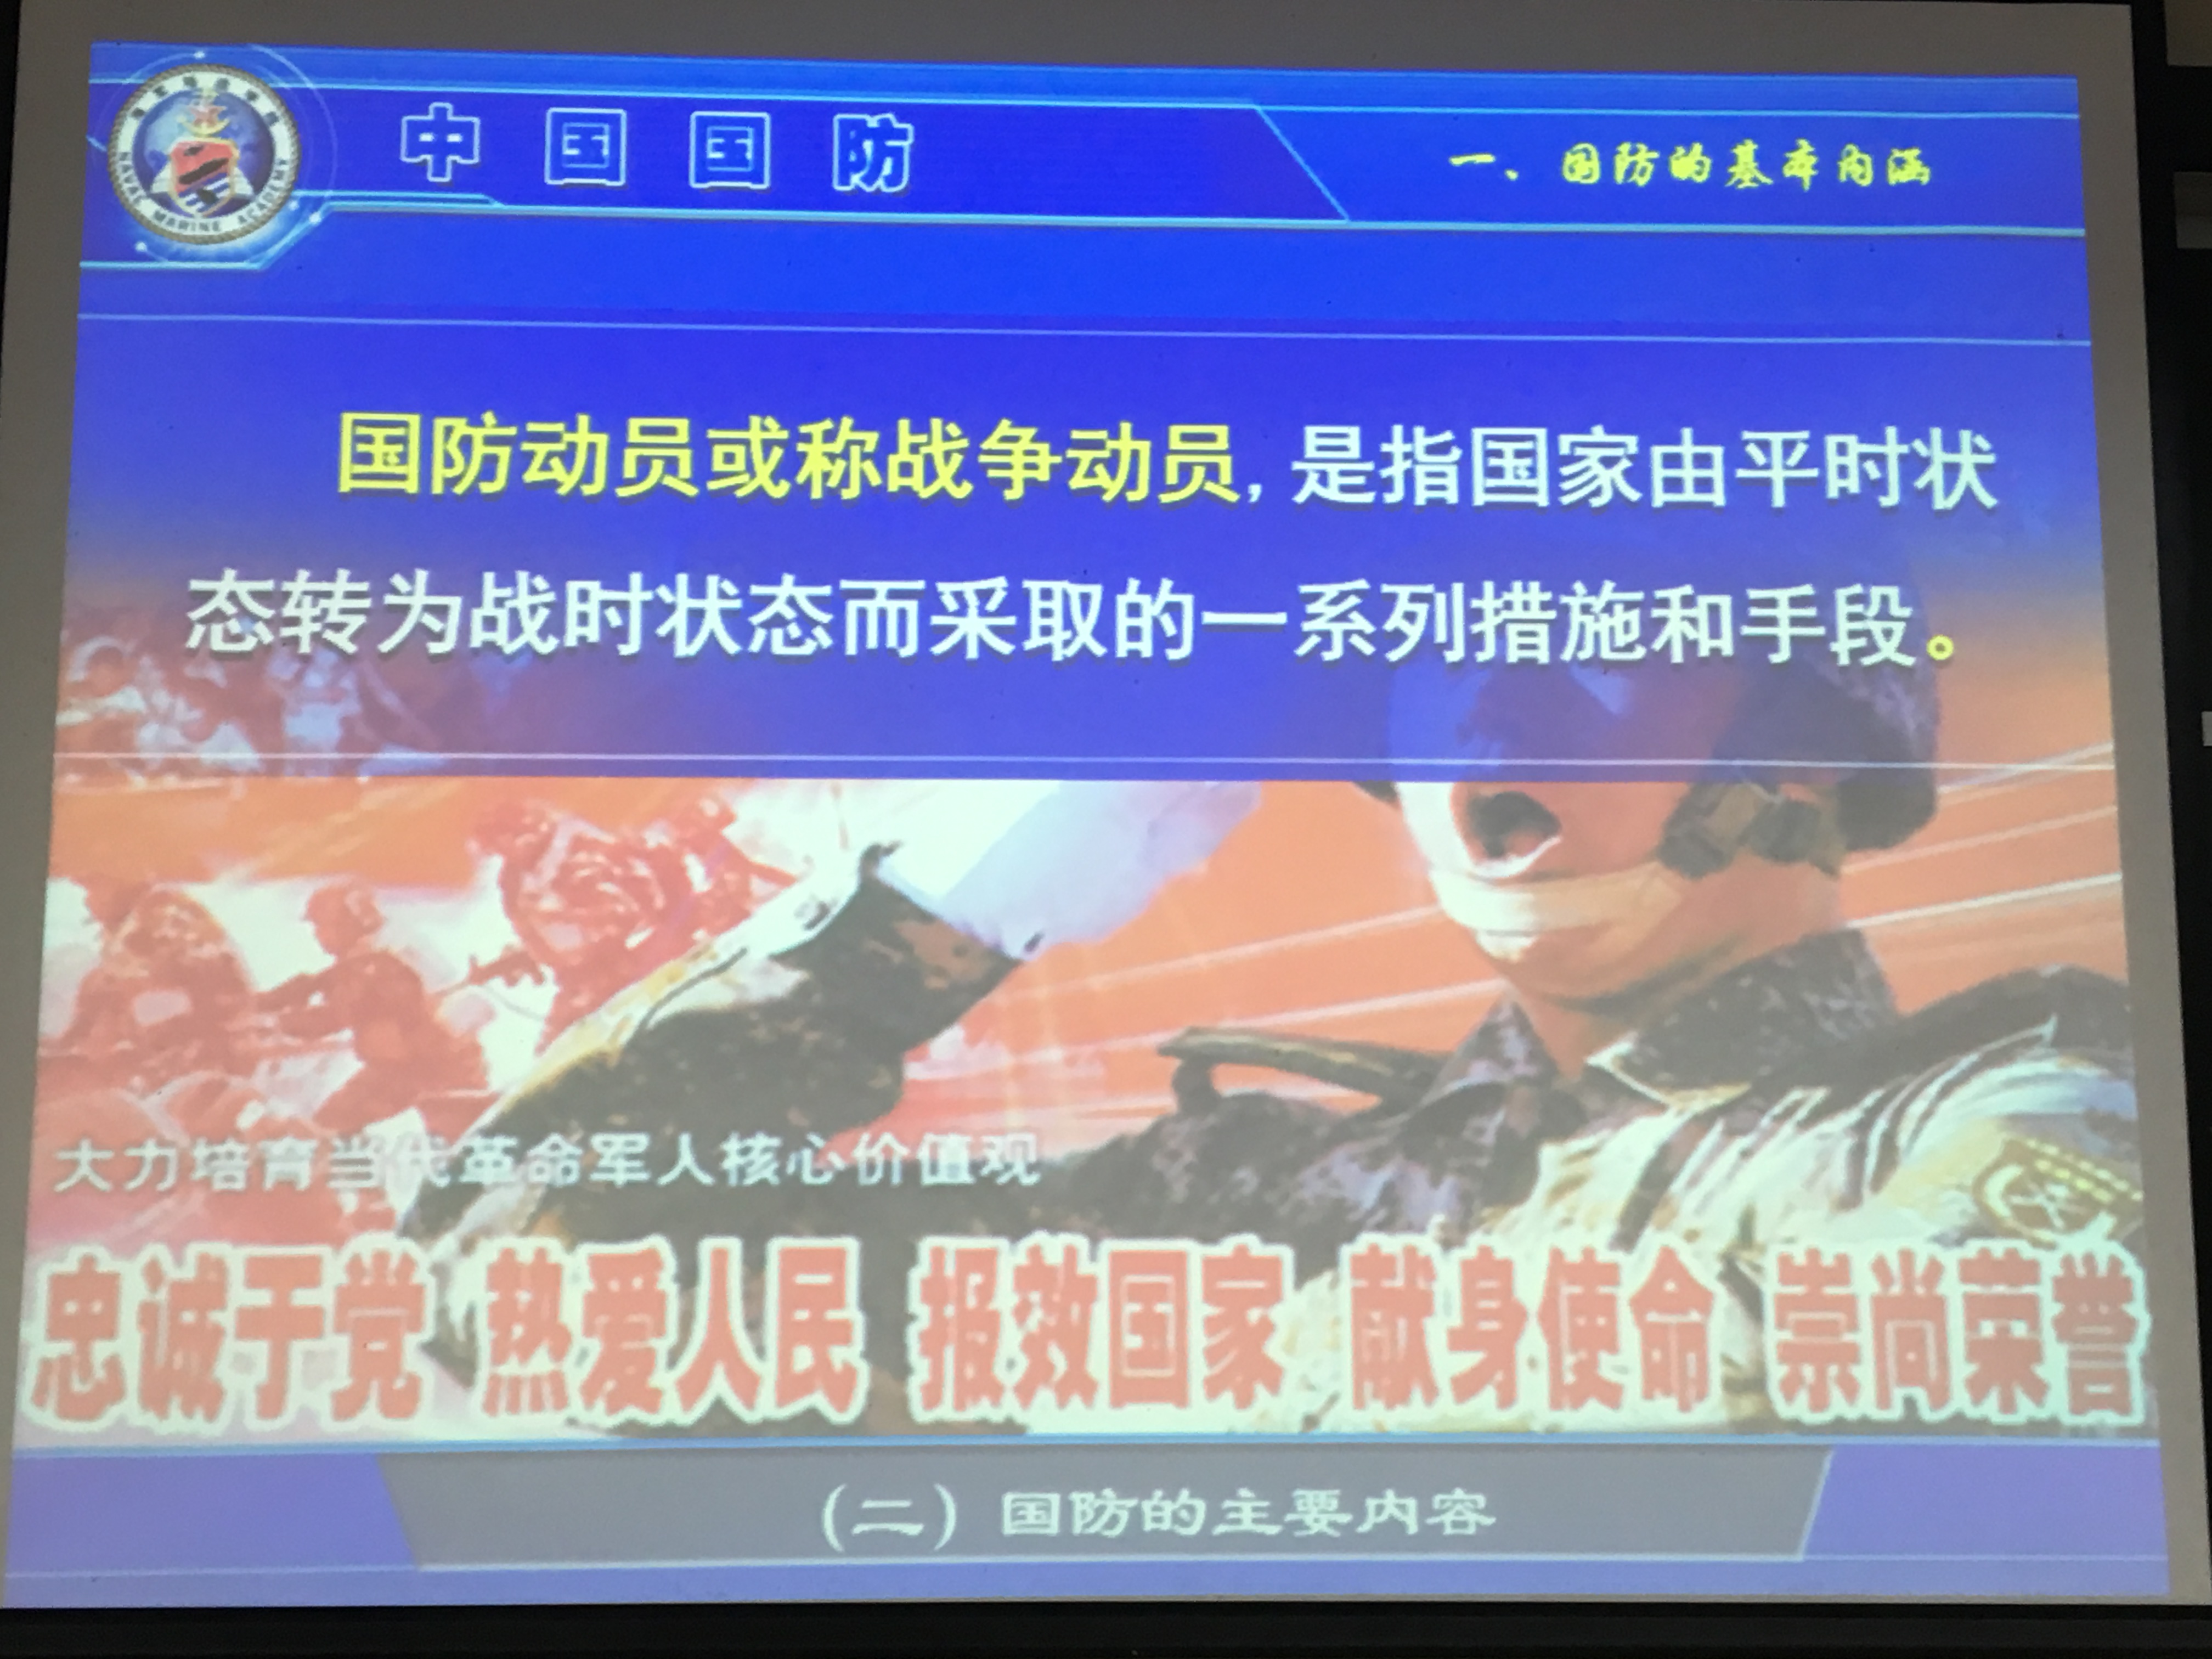 中国国防
一、国防的基本内涵
NAVAL MARINE ACADEMY
国防动员或称战争动员，是指国家由平时状
态转为战时状态而采取的一系列措施和手段。
大力培育当代革命军人核心价值观
忠诚于党 热爱人民 报效国家 献身使命 崇尚荣誉
（二）国防的主要内容